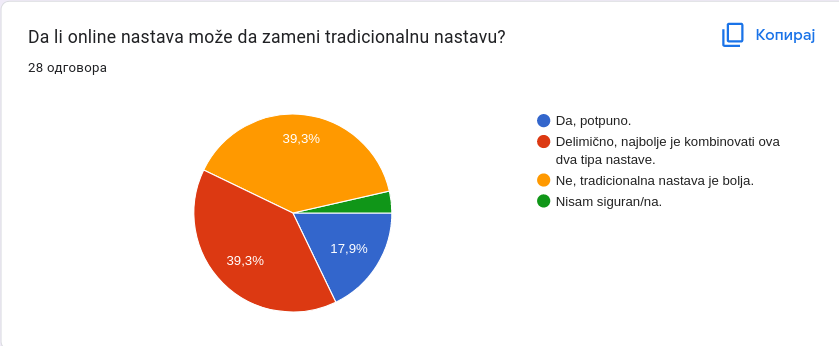 Da li online nastava može da zameni tradicionalnu nastavu?
Копирај
28 одговора
39,3%
39,3%
17,9%
Da, potpuno.
Delimično, najbolje je kombinovati ova
dva tipa nastave.
Ne, tradicionalna nastava je bolja.
Nisam siguran/na.